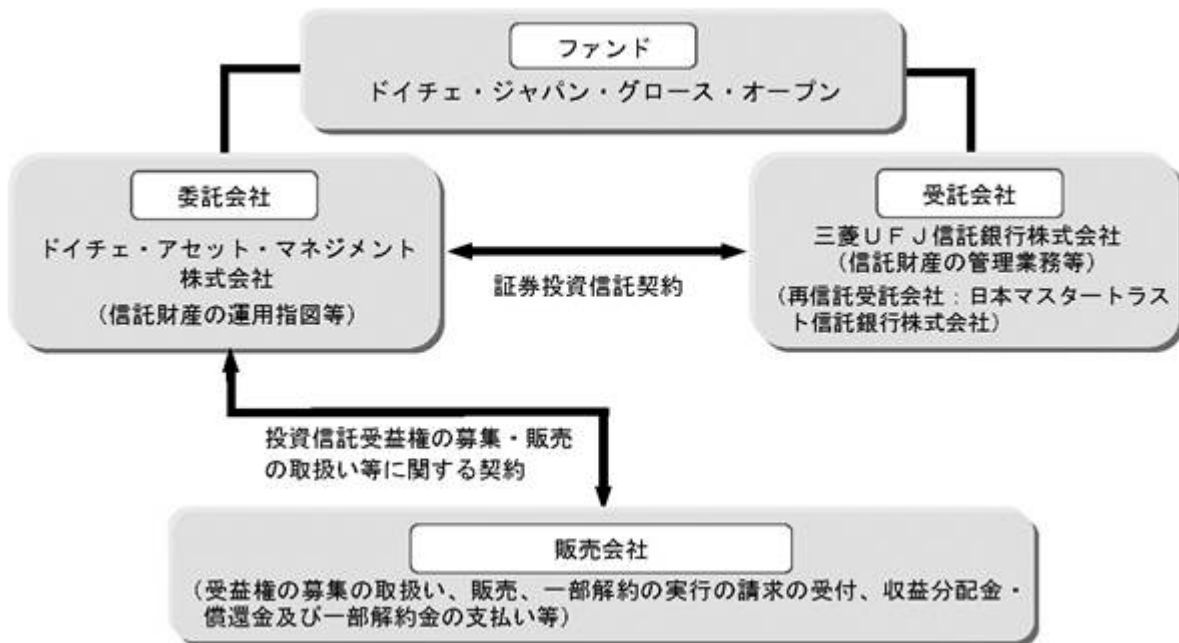 ファンド
ドイチェ・ジャパン・グロース・オープン
委託会社
ドイチェ・アセット・マネジメント
株式会社
(信託財産の運用指図等)
受託会社
三菱UFJ信託銀行株式会社
(信託財産の管理業務等)
(再信託受託会社:日本マスタートラス
ト信託銀行株式会社)
証券投資信託契約
投資信託受益権の募集・販売
の取扱い等に関する契約
販売会社
(受益権の募集の取扱い、販売、一部解約の実行の請求の受付、収益分配金・
償還金及び一部解約金の支払い等)